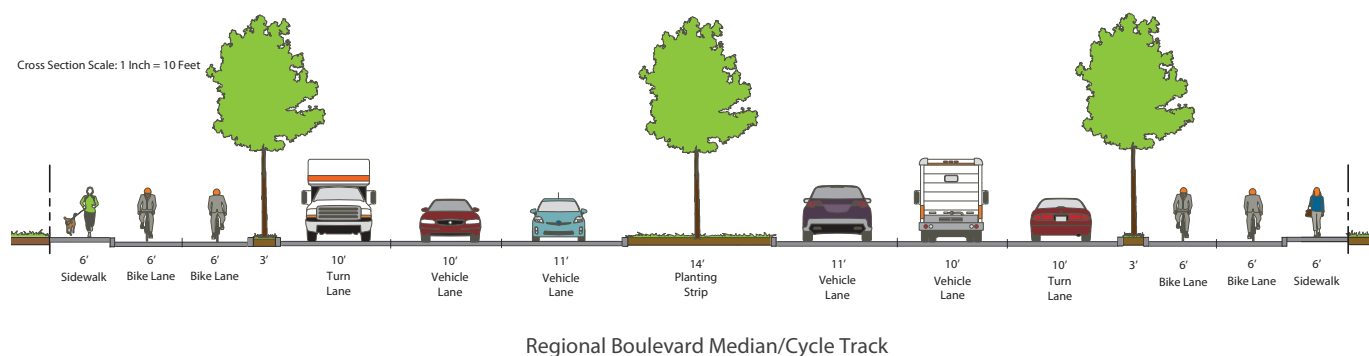 Cross Section Scale: 1 Inch = 10 Feet
6’
Sidewalk
6’
Bike Lane
6’
Bike Lane
3’
10’
Turn
Lane
10’
Vehicle
Lane
11’
Vehicle
Lane
14’
Planting
Strip
11’
Vehicle
Lane
10’
Vehicle
Lane
10’
Turn
Lane
3’
6’
Bike Lane
6’
Bike Lane
6’
Sidewalk
Regional Boulevard Median/Cycle Track